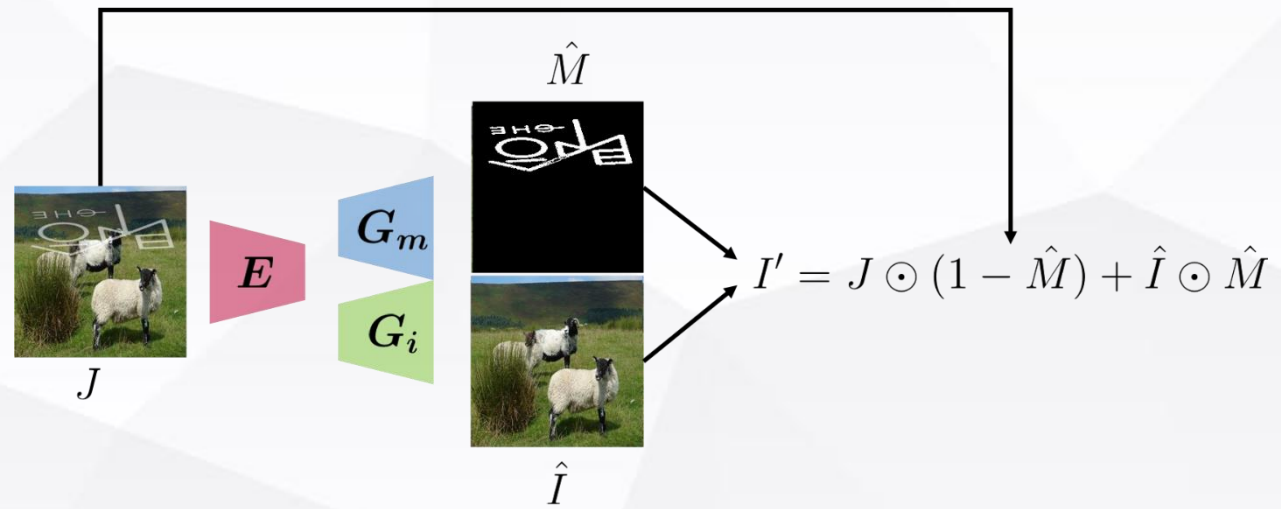 M̂
G_m
E
G_i
I' = J ⊙ (1 − M̂) + Î ⊙ M̂
J
Î